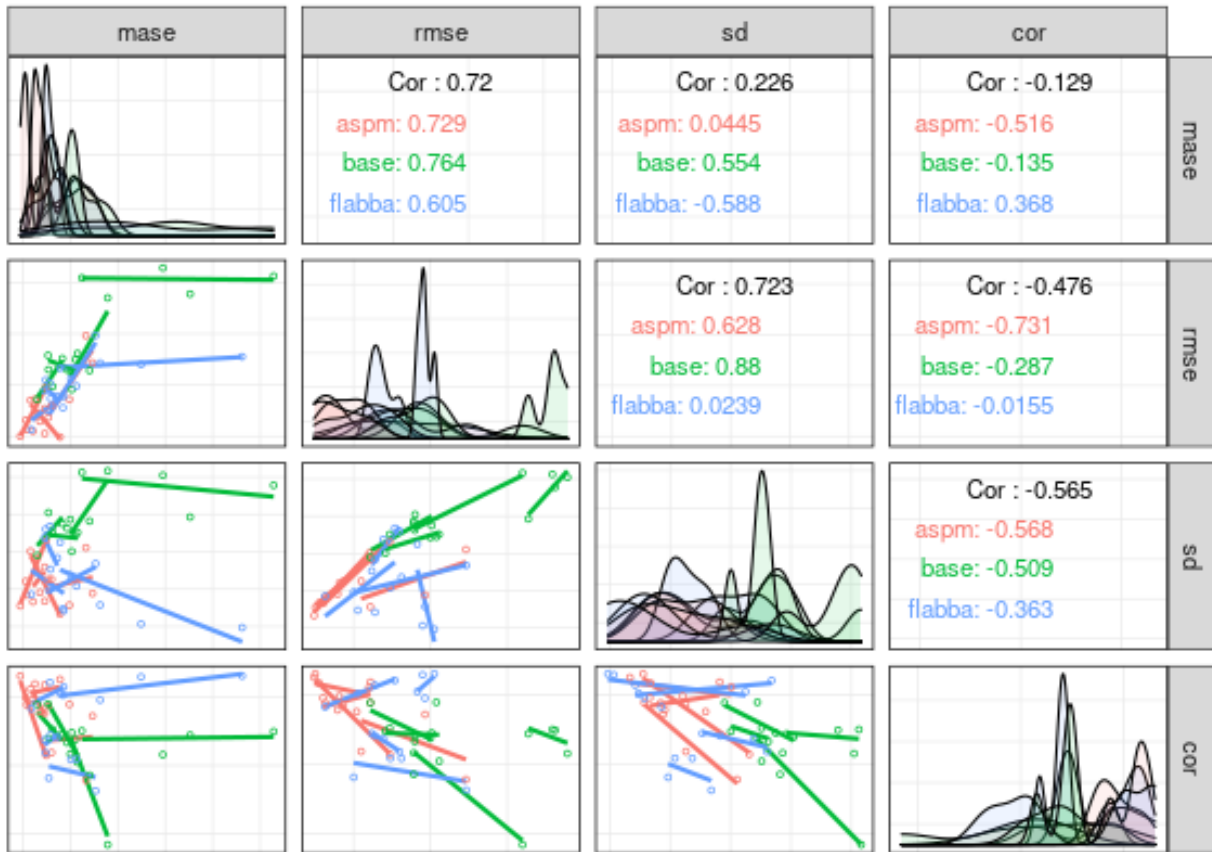 mase rmse sd cor
Cor : 0.72 Cor : 0.226 Cor : -0.129
aspm: 0.729 aspm: 0.0445 aspm: -0.516
base: 0.764 base: 0.554 base: -0.135
flabba: 0.605 flabba: -0.588 flabba: 0.368
mase
Cor : 0.723 Cor : -0.476
aspm: 0.628 aspm: -0.731
base: 0.88 base: -0.287
flabba: 0.0239 flabba: -0.0155
rmse
Cor : -0.565
aspm: -0.568
base: -0.509
flabba: -0.363
sd
cor